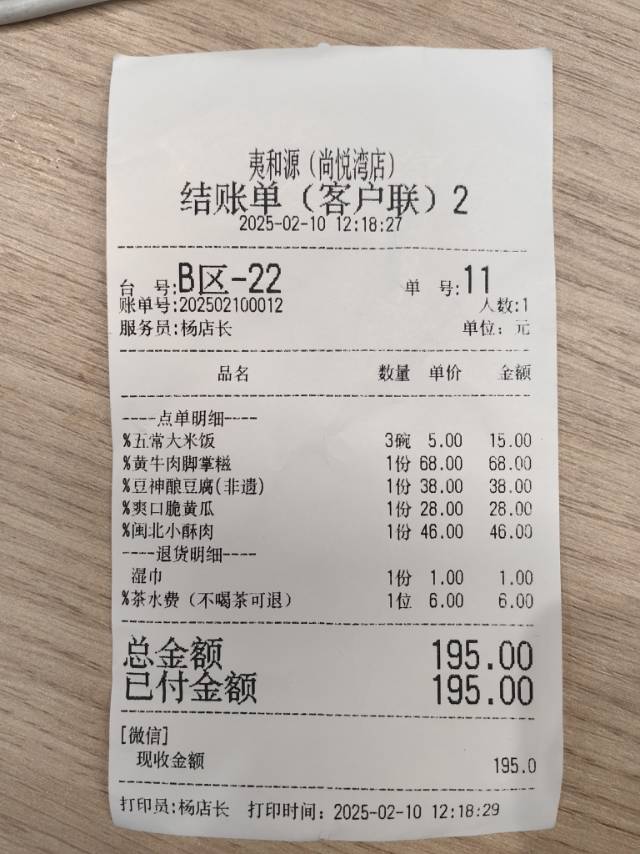 夷和源（尚悦湾店）
结账单（客户联）2
2025-02-10 12:18:27
台 号:B区-22 单 号:11
账单号:202502100012 人数:1
服务员:杨店长 单位: 元
品名 数量 单价 金额
----点单明细----
%五常大米饭 3碗 5.00 15.00
%黄牛肉脚掌糍 1份 68.00 68.00
%豆神酿豆腐(非遗) 1份 38.00 38.00
%爽口脆黄瓜 1份 28.00 28.00
%闽北小酥肉 1份 46.00 46.00
----退货明细----
湿巾 1份 1.00 1.00
%茶水费（不喝茶可退） 1位 6.00 6.00
总金额 195.00
已付金额 195.00
[微信]
现收金额 195.0
打印员:杨店长 打印时间: 2025-02-10 12:18:29